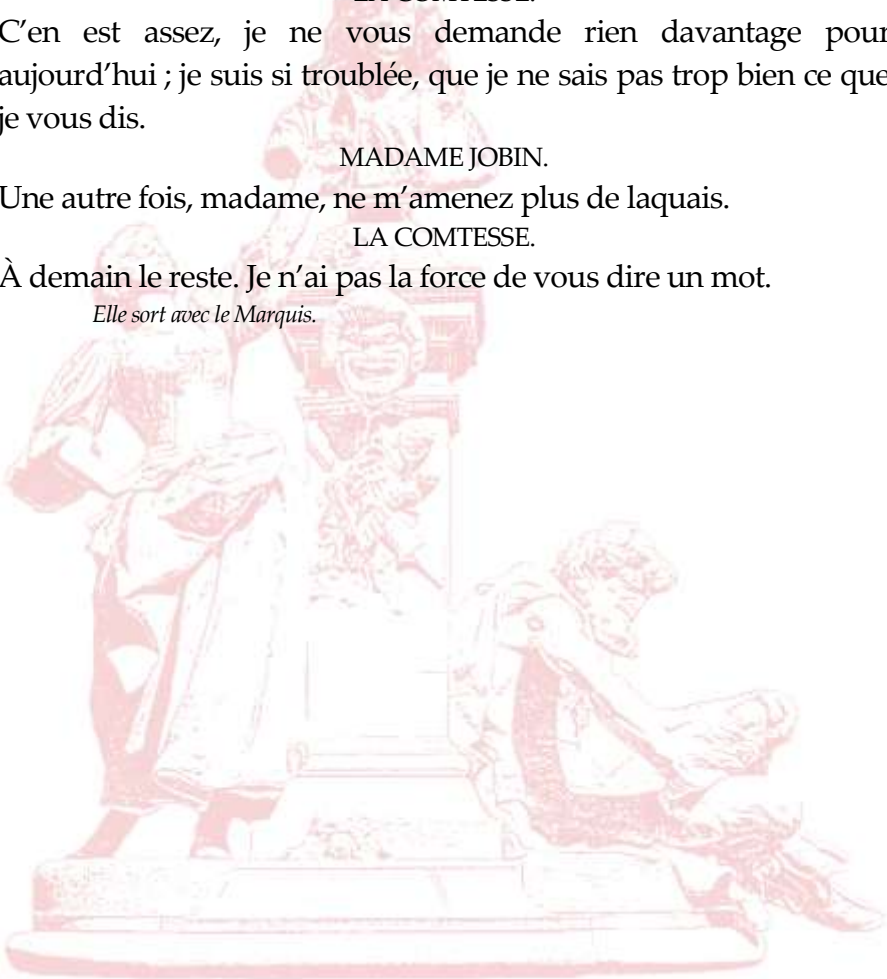 LA COMTESSE.
C’en est assez, je ne vous demande rien davantage pour
aujourd’hui ; je suis si troublée, que je ne sais pas trop bien ce que
je vous dis.
MADAME JOBIN.
Une autre fois, madame, ne m’amenez plus de laquais.
LA COMTESSE.
À demain le reste. Je n’ai pas la force de vous dire un mot.
Elle sort avec le Marquis.